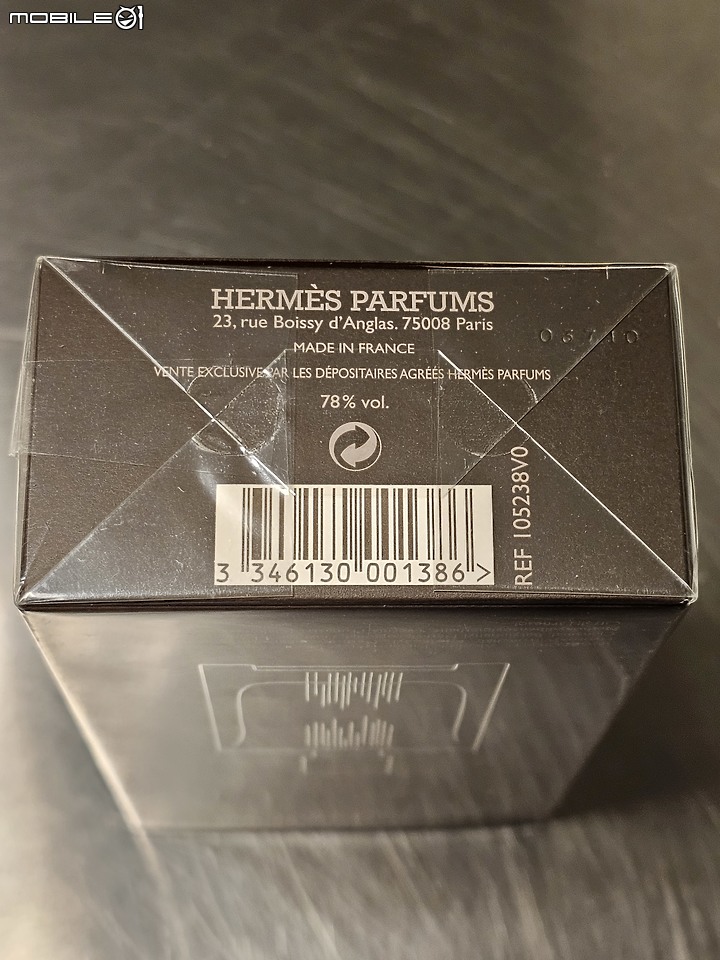 MOBILE01
HERMÈS PARFUMS
23, rue Boissy d'Anglas. 75008 Paris
MADE IN FRANCE
VENTE EXCLUSIVE PAR LES DÉPOSITAIRES AGRÉÉS HERMÈS PARFUMS
78% vol.
REF 105238V0
3 346130 001386 >